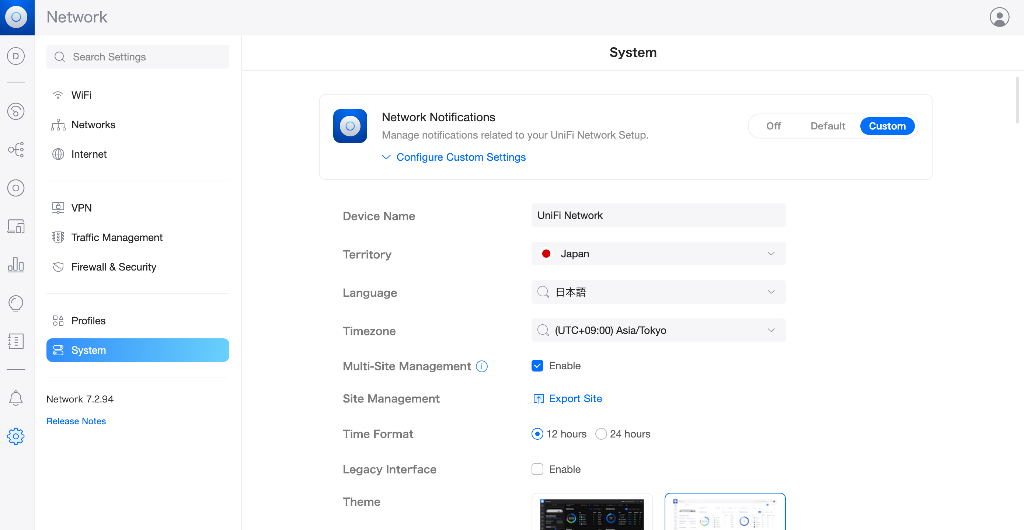 Network
D
Search Settings
WiFi
Networks
Internet
VPN
Traffic Management
Firewall & Security
Profiles
System
Network 7.2.94
Release Notes
System
Network Notifications
Manage notifications related to your UniFi Network Setup.
Configure Custom Settings
Off Default Custom
Device Name UniFi Network
Territory Japan
Language 日本語
Timezone (UTC+09:00) Asia/Tokyo
Multi-Site Management Enable
Site Management Export Site
Time Format 12 hours 24 hours
Legacy Interface Enable
Theme